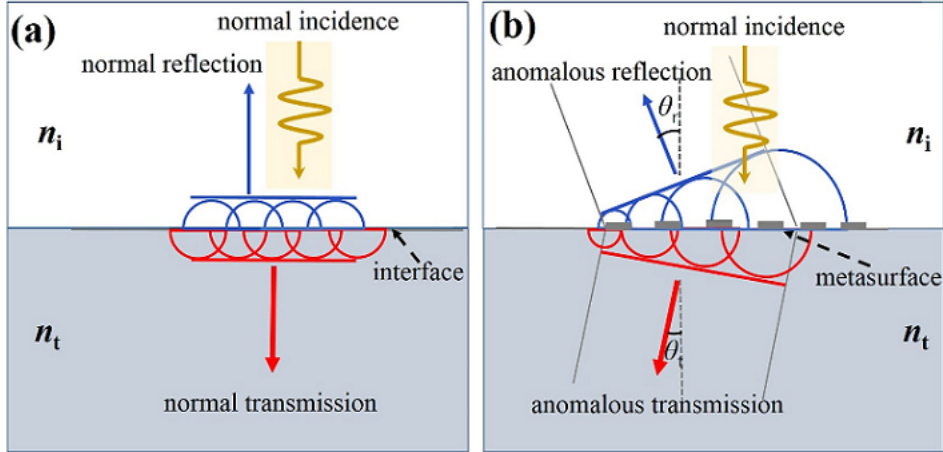 (a)
normal incidence
normal reflection
nᵢ
interface
nₜ
normal transmission
(b)
normal incidence
anomalous reflection
θᵣ
nᵢ
metasurface
nₜ
θ
anomalous transmission